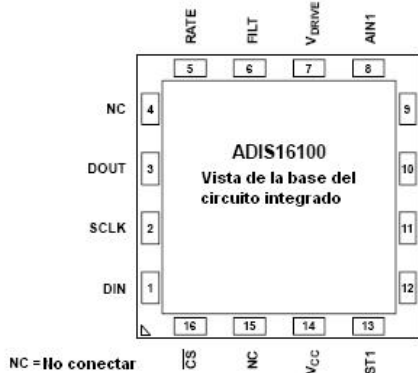 RATE
FILT
VDRIVE
AIN1
5
6
7
8
NC
4
9
DOUT
3
10
SCLK
2
11
DIN
1
12
ADIS16100
Vista de la base del
circuito integrado
16
15
14
13
NC =No conectar
CS
NC
VCC
ST1